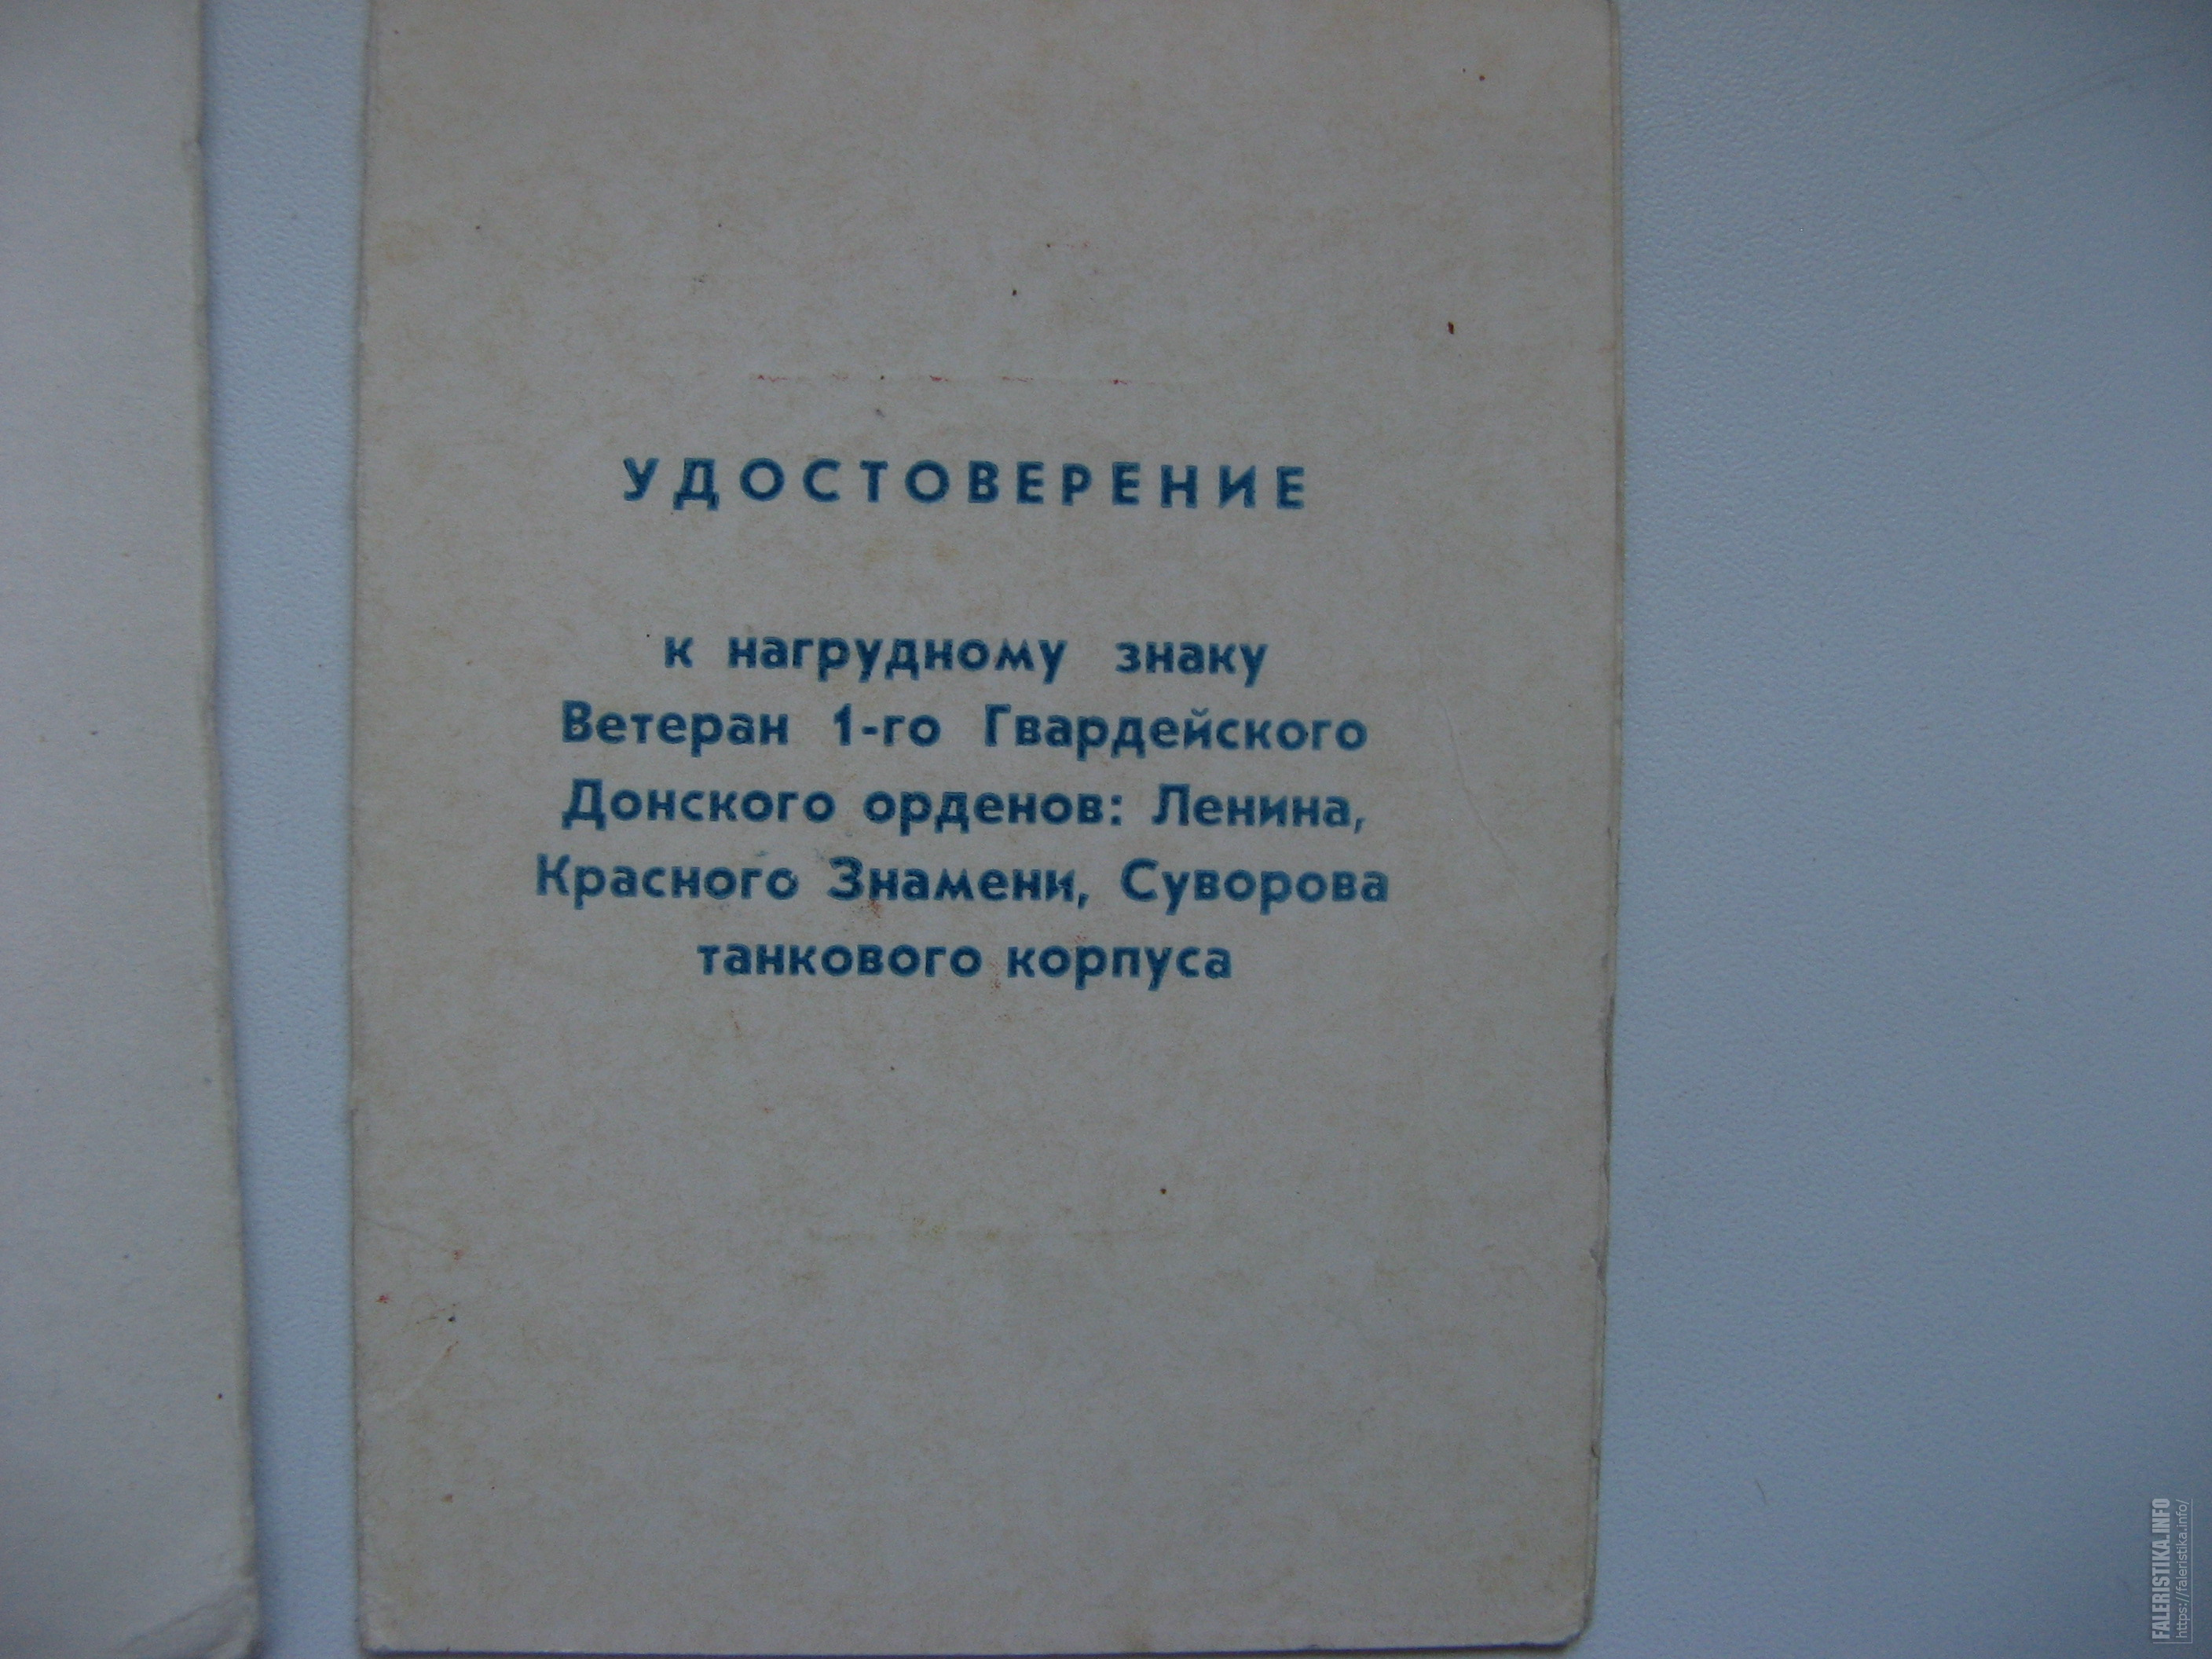 УДОСТОВЕРЕНИЕ
к нагрудному знаку
Ветеран 1-го Гвардейского
Донского орденов: Ленина,
Красного Знамени, Суворова
танкового корпуса
FALERISTIKA.INFO
https://faleristika.info/